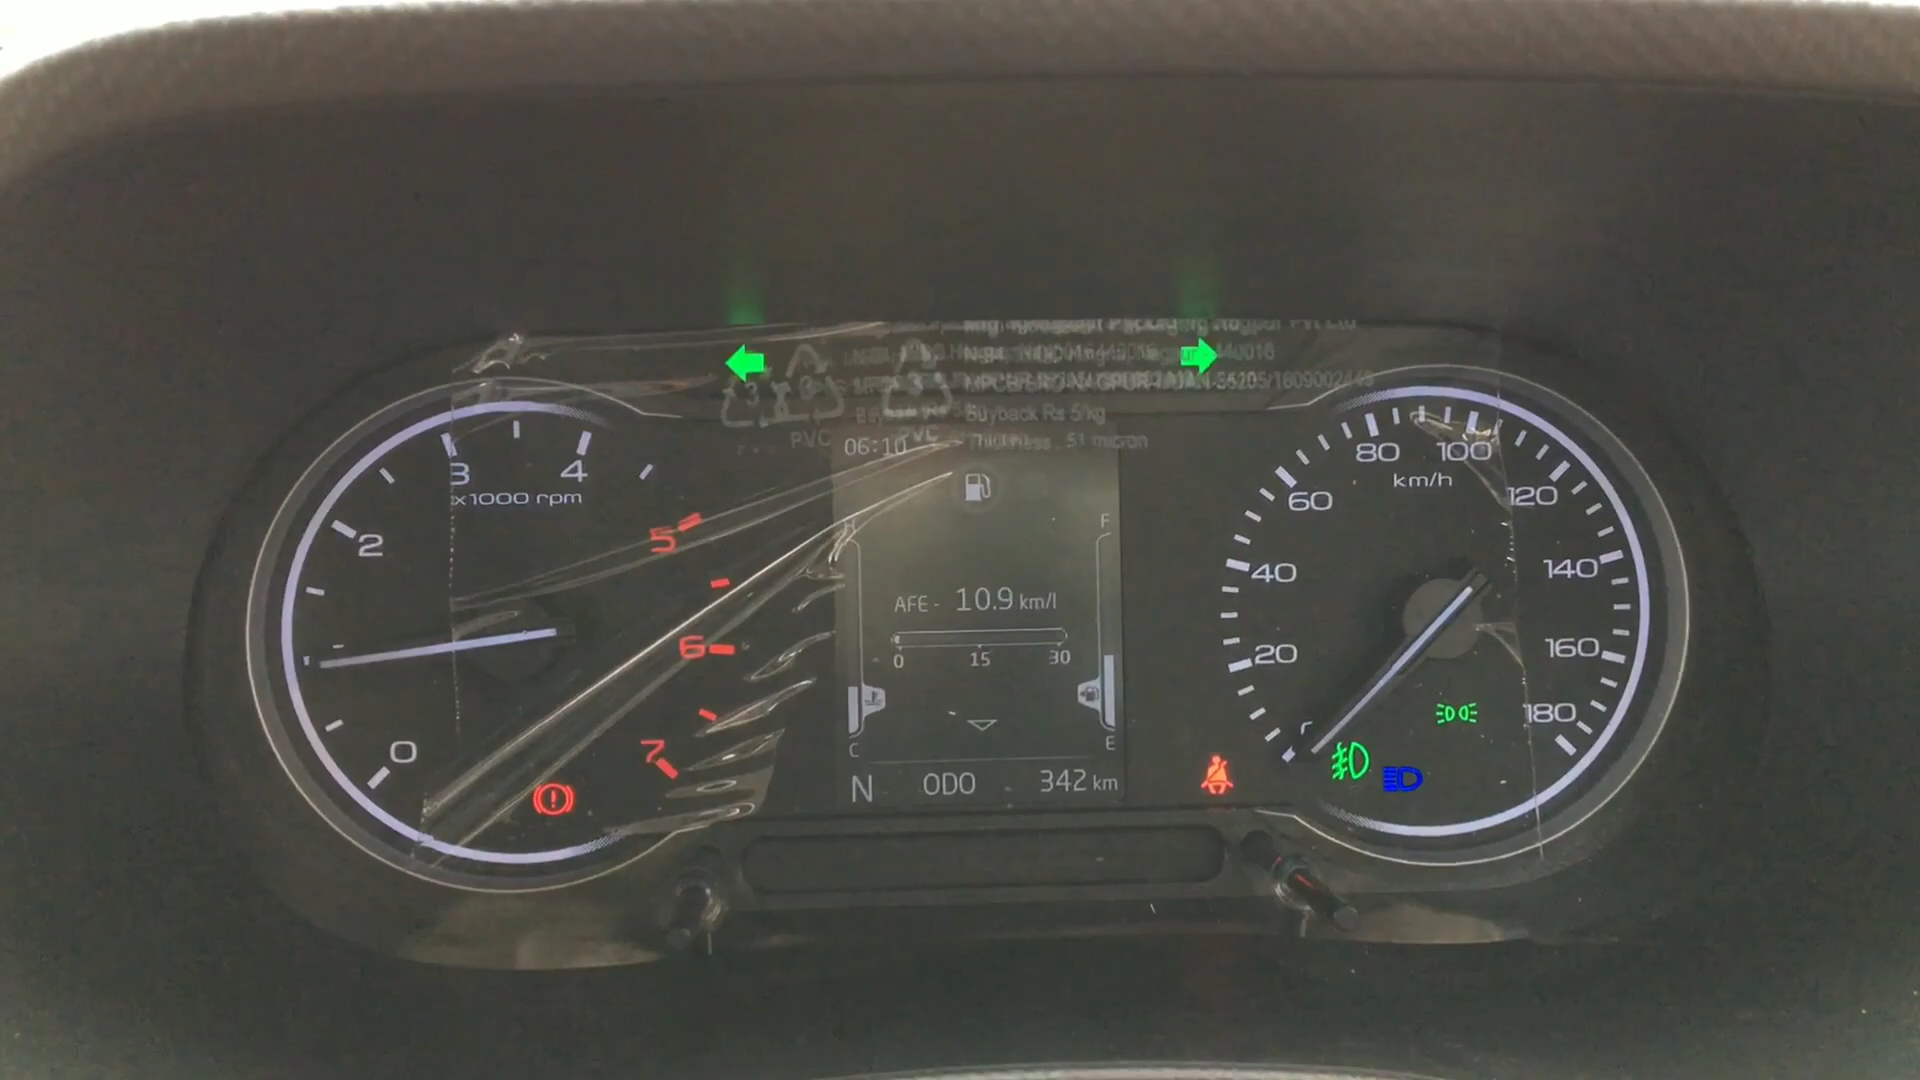 Buyback Rs 5/kg
PVC
PVC
Thickness . 51 micron
06:10
3
4
x1000 rpm
2
5
6
7
0
H
F
AFE - 10.9 km/l
0 15 30
C
E
N ODO 342 km
80 100
km/h
60
120
40
140
20
160
180